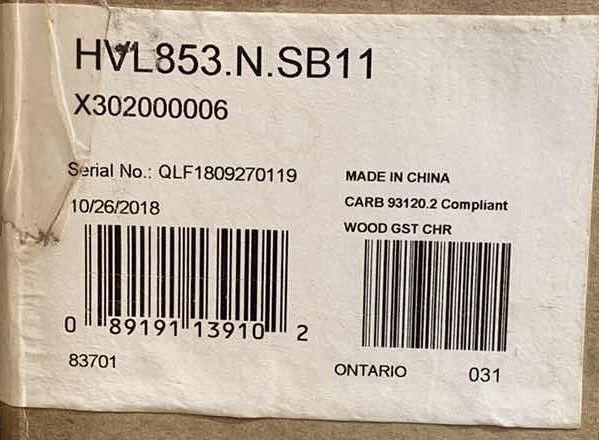 HVL853.N.SB11
X302000006
Serial No.: QLF1809270119
10/26/2018
0 89191 13910 2
83701
MADE IN CHINA
CARB 93120.2 Compliant
WOOD GST CHR
ONTARIO 031